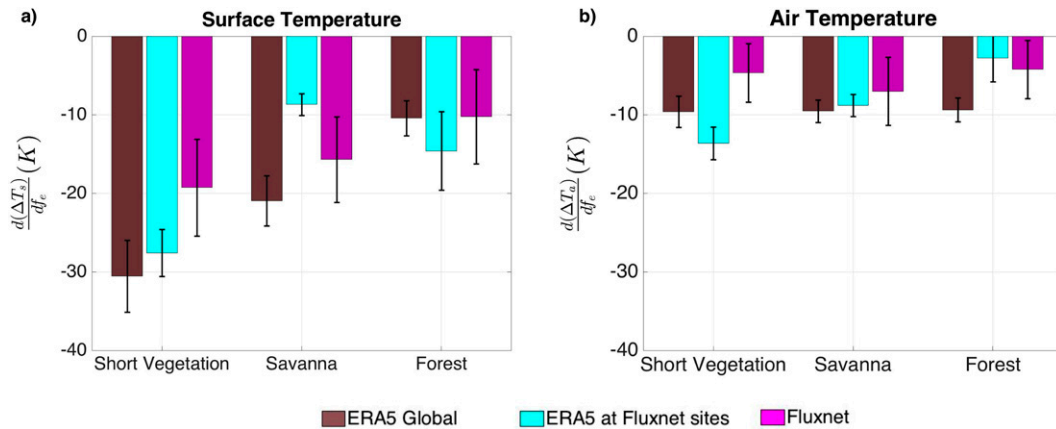 a) Surface Temperature
0
-10
-20
-30
-40
d(ΔT_s)/df_e (K)
Short Vegetation Savanna Forest
b) Air Temperature
0
-10
-20
-30
-40
d(ΔT_a)/df_e (K)
Short Vegetation Savanna Forest
ERA5 Global ERA5 at Fluxnet sites Fluxnet